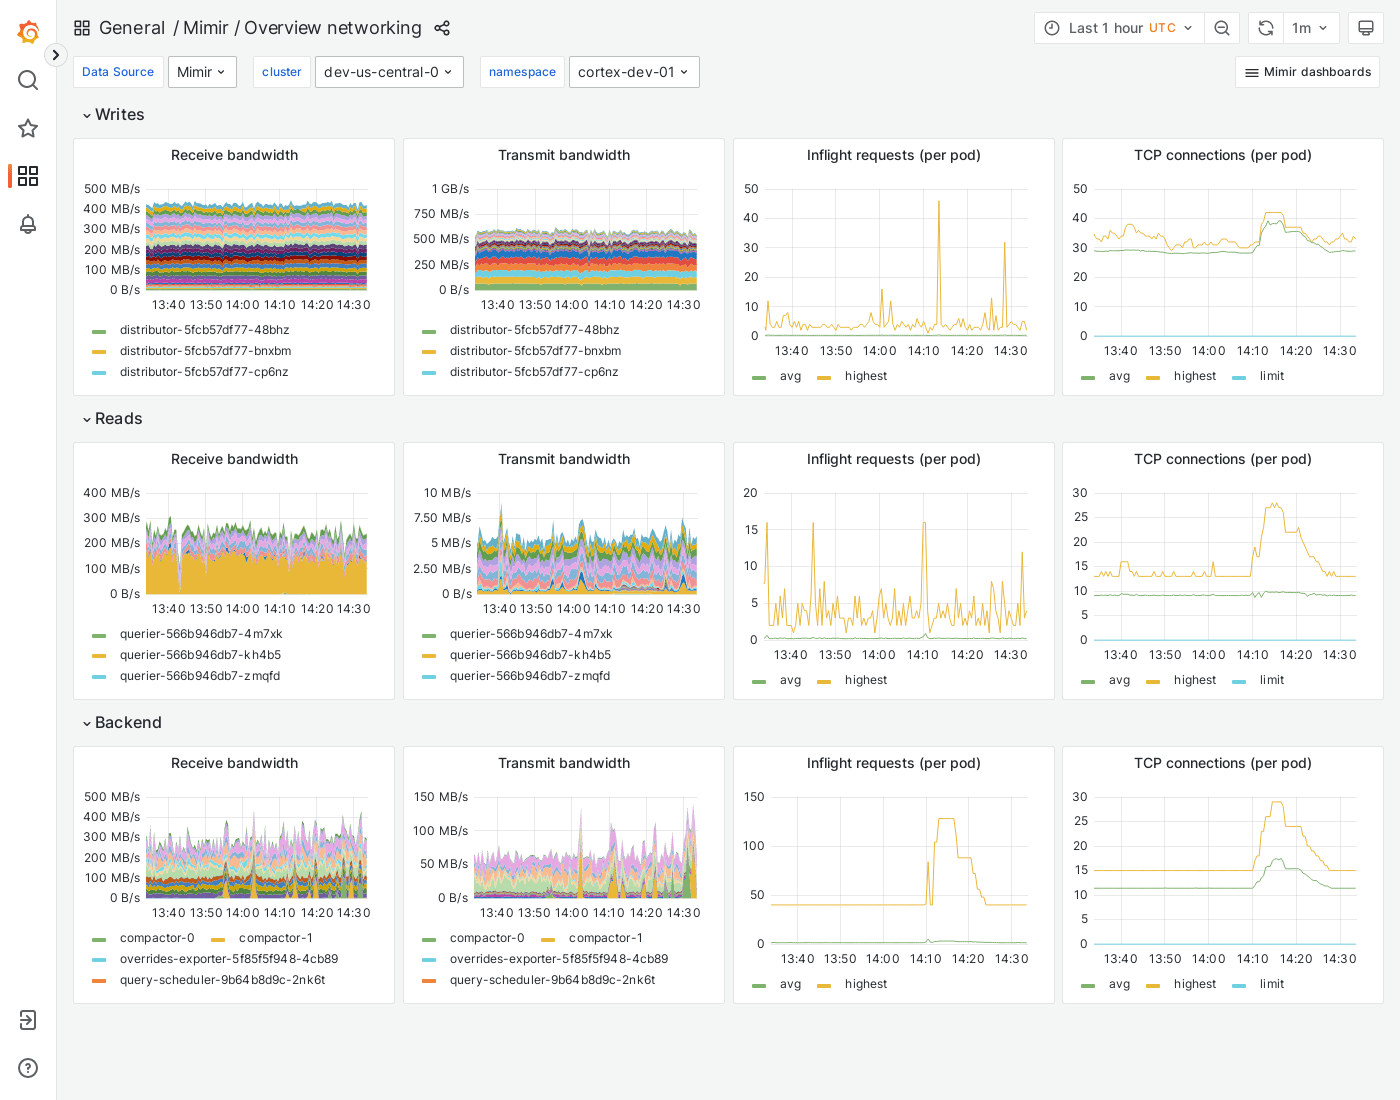 General / Mimir / Overview networking
Last 1 hour UTC
1m
Data Source Mimir cluster dev-us-central-0 namespace cortex-dev-01
Mimir dashboards
Writes
Receive bandwidth
500 MB/s
400 MB/s
300 MB/s
200 MB/s
100 MB/s
0 B/s
13:40 13:50 14:00 14:10 14:20 14:30
distributor-5fcb57df77-48bhz
distributor-5fcb57df77-bnxbm
distributor-5fcb57df77-cp6nz
Transmit bandwidth
1 GB/s
750 MB/s
500 MB/s
250 MB/s
0 B/s
13:40 13:50 14:00 14:10 14:20 14:30
distributor-5fcb57df77-48bhz
distributor-5fcb57df77-bnxbm
distributor-5fcb57df77-cp6nz
Inflight requests (per pod)
50
40
30
20
10
0
13:40 13:50 14:00 14:10 14:20 14:30
avg highest
TCP connections (per pod)
50
40
30
20
10
0
13:40 13:50 14:00 14:10 14:20 14:30
avg highest limit
Reads
Receive bandwidth
400 MB/s
300 MB/s
200 MB/s
100 MB/s
0 B/s
13:40 13:50 14:00 14:10 14:20 14:30
querier-566b946db7-4m7xk
querier-566b946db7-kh4b5
querier-566b946db7-zmqfd
Transmit bandwidth
10 MB/s
7.50 MB/s
5 MB/s
2.50 MB/s
0 B/s
13:40 13:50 14:00 14:10 14:20 14:30
querier-566b946db7-4m7xk
querier-566b946db7-kh4b5
querier-566b946db7-zmqfd
Inflight requests (per pod)
20
15
10
5
0
13:40 13:50 14:00 14:10 14:20 14:30
avg highest
TCP connections (per pod)
30
25
20
15
10
5
0
13:40 13:50 14:00 14:10 14:20 14:30
avg highest limit
Backend
Receive bandwidth
500 MB/s
400 MB/s
300 MB/s
200 MB/s
100 MB/s
0 B/s
13:40 13:50 14:00 14:10 14:20 14:30
compactor-0 compactor-1
overrides-exporter-5f85f5f948-4cb89
query-scheduler-9b64b8d9c-2nk6t
Transmit bandwidth
150 MB/s
100 MB/s
50 MB/s
0 B/s
13:40 13:50 14:00 14:10 14:20 14:30
compactor-0 compactor-1
overrides-exporter-5f85f5f948-4cb89
query-scheduler-9b64b8d9c-2nk6t
Inflight requests (per pod)
150
100
50
0
13:40 13:50 14:00 14:10 14:20 14:30
avg highest
TCP connections (per pod)
30
25
20
15
10
5
0
13:40 13:50 14:00 14:10 14:20 14:30
avg highest limit